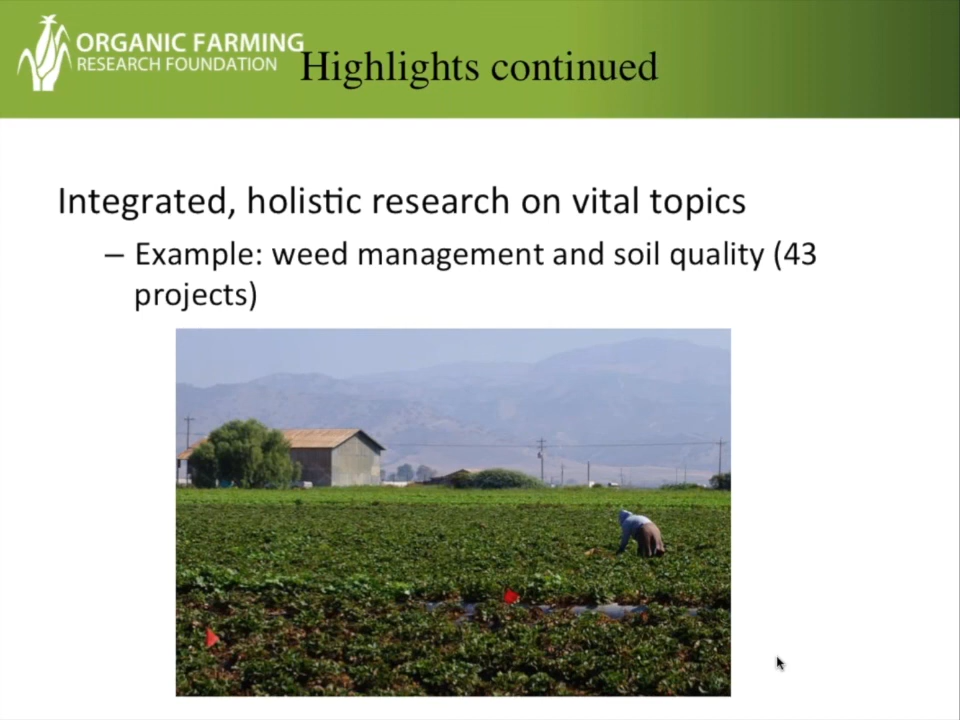 ORGANIC FARMING
RESEARCH FOUNDATION
Highlights continued
Integrated, holistic research on vital topics
– Example: weed management and soil quality (43
projects)